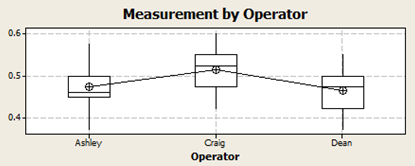 Measurement by Operator
0.6
0.5
0.4
Ashley Craig Dean
Operator